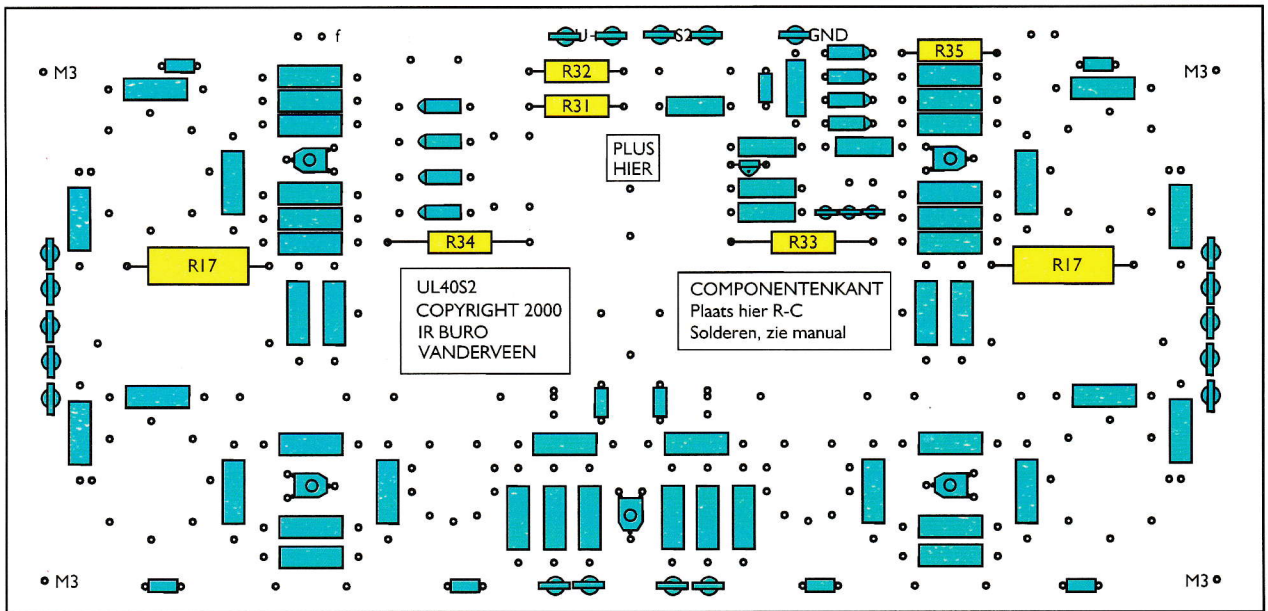 f
U+
S2
GND
M3
R32
R31
R35
M3
PLUS
HIER
R34
R33
R17
R17
UL40S2
COPYRIGHT 2000
IR BURO
VANDERVEEN
COMPONENTENKANT
Plaats hier R-C
Solderen, zie manual
M3
M3